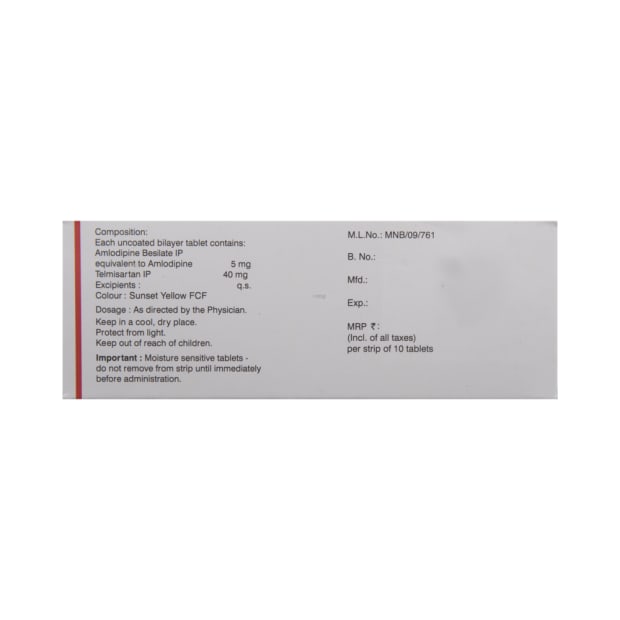 Composition:
Each uncoated bilayer tablet contains:
Amlodipine Besilate IP
equivalent to Amlodipine 5 mg
Telmisartan IP 40 mg
Excipients : q.s.
Colour : Sunset Yellow FCF
Dosage : As directed by the Physician.
Keep in a cool, dry place.
Protect from light.
Keep out of reach of children.
Important : Moisture sensitive tablets -
do not remove from strip until immediately
before administration.
M.L.No.: MNB/09/761
B. No.:
Mfd.:
Exp.:
MRP ₹:
(Incl. of all taxes)
per strip of 10 tablets